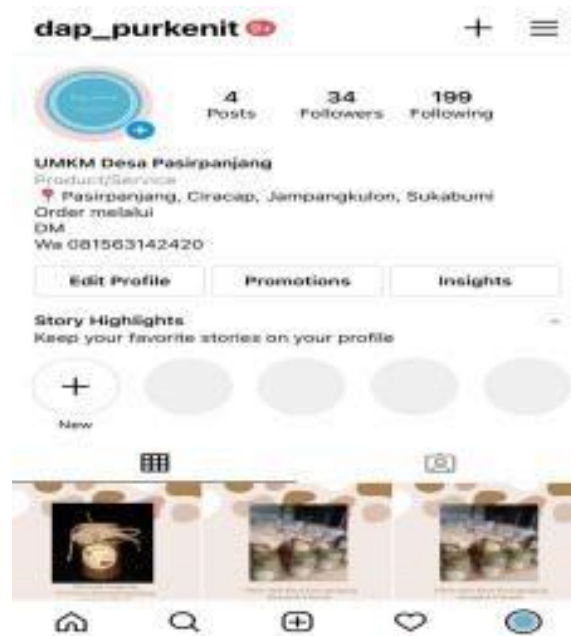 dap_purkenit 9+
4 34 199
Posts Followers Following
UMKM Desa Pasirpanjang
Product/Service
Pasirpanjang, Ciracap, Jampangkulon, Sukabumi
Order melalui
DM
Wa 081563142420
Edit Profile Promotions Insights
Story Highlights
Keep your favorite stories on your profile
New